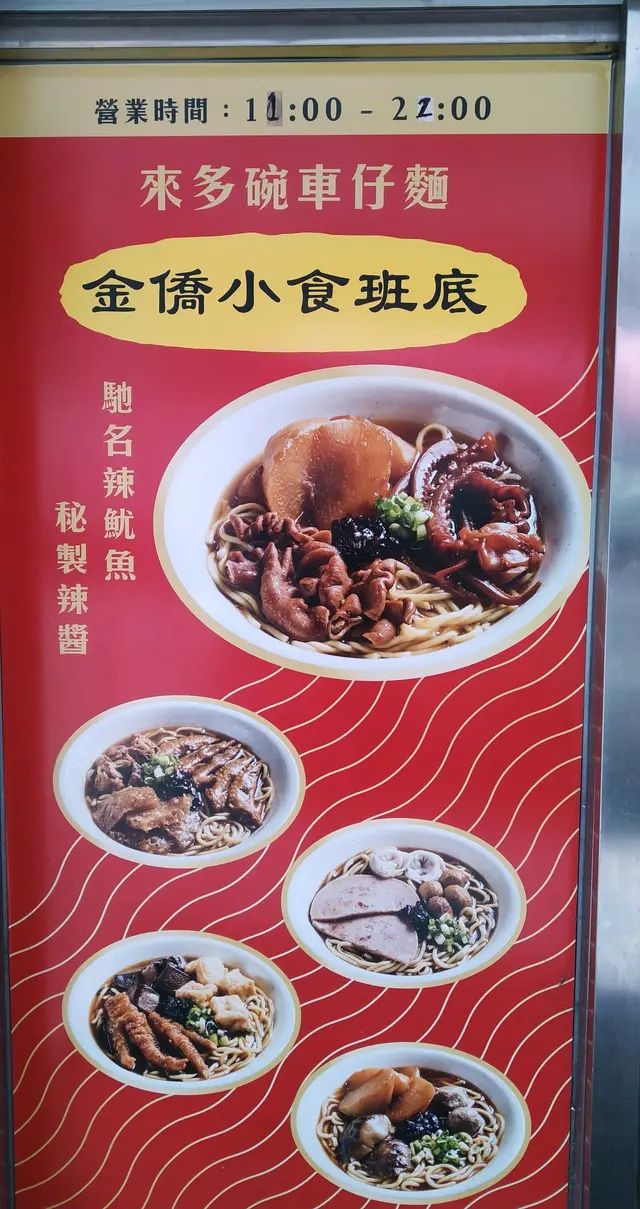 營業時間：11:00 - 22:00
來多碗車仔麵
金僑小食班底
馳名辣魷魚
秘製辣醬